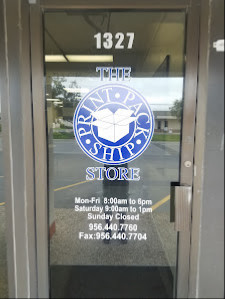 1327
THE
PRINT • PACK
• SHIP •
STORE
Mon-Fri 8:00am to 6pm
Saturday 9:00am to 1pm
Sunday Closed
956.440.7760
Fax:956.440.7704